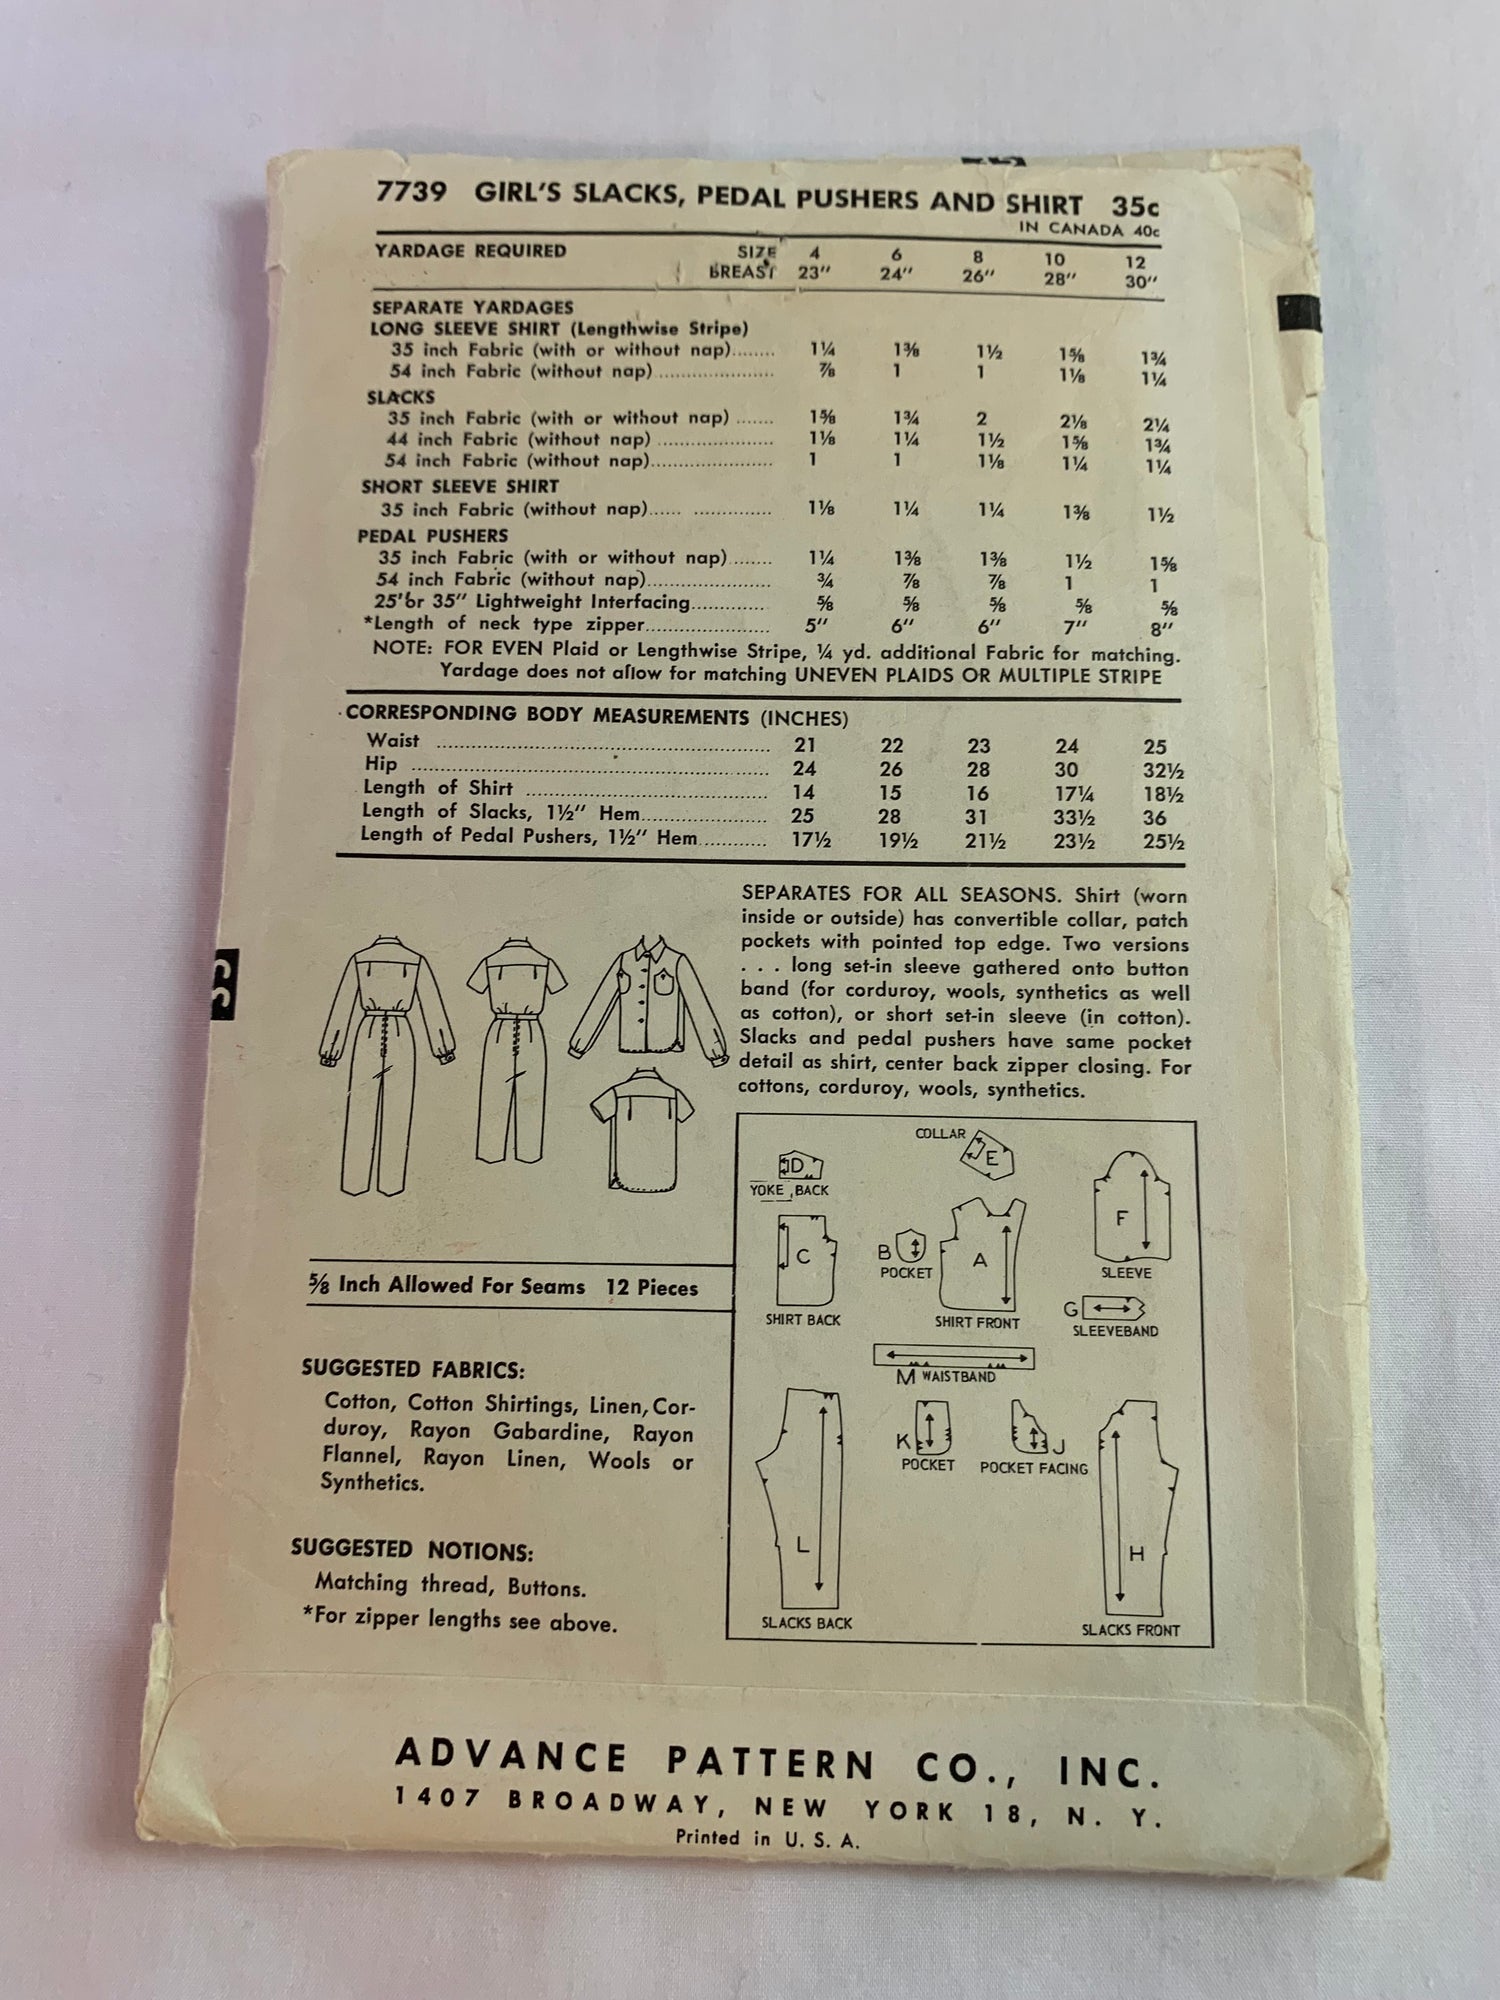 7739 GIRL'S SLACKS, PEDAL PUSHERS AND SHIRT 35c
IN CANADA 40c
YARDAGE REQUIRED SIZE 4 6 8 10 12
BREAST 23" 24" 26" 28" 30"
SEPARATE YARDAGES
LONG SLEEVE SHIRT (Lengthwise Stripe)
35 inch Fabric (with or without nap)........ 1¼ 1⅜ 1½ 1⅝ 1¾
54 inch Fabric (without nap) ...................... ⅞ 1 1 1⅛ 1¼
SLACKS
35 inch Fabric (with or without nap) ....... 1⅝ 1¾ 2 2⅛ 2¼
44 inch Fabric (without nap) ...................... 1⅛ 1¼ 1½ 1⅝ 1¾
54 inch Fabric (without nap)....................... 1 1 1⅛ 1¼ 1¼
SHORT SLEEVE SHIRT
35 inch Fabric (without nap)...... .............. 1⅛ 1¼ 1¼ 1⅜ 1½
PEDAL PUSHERS
35 inch Fabric (with or without nap)....... 1¼ 1⅜ 1⅜ 1½ 1⅝
54 inch Fabric (without nap)...................... ¾ ⅞ ⅞ 1 1
25" or 35" Lightweight Interfacing............. ⅝ ⅝ ⅝ ⅝ ⅝
*Length of neck type zipper...................... 5" 6" 6" 7" 8"
NOTE: FOR EVEN Plaid or Lengthwise Stripe, ¼ yd. additional Fabric for matching.
Yardage does not allow for matching UNEVEN PLAIDS OR MULTIPLE STRIPE
CORRESPONDING BODY MEASUREMENTS (INCHES)
Waist .......................................................... 21 22 23 24 25
Hip .............................................................. 24 26 28 30 32½
Length of Shirt .......................................... 14 15 16 17¼ 18½
Length of Slacks, 1½" Hem...................... 25 28 31 33½ 36
Length of Pedal Pushers, 1½" Hem............ 17½ 19½ 21½ 23½ 25½
SEPARATES FOR ALL SEASONS. Shirt (worn
inside or outside) has convertible collar, patch
pockets with pointed top edge. Two versions
. . . long set-in sleeve gathered onto button
band (for corduroy, wools, synthetics as well
as cotton), or short set-in sleeve (in cotton).
Slacks and pedal pushers have same pocket
detail as shirt, center back zipper closing. For
cottons, corduroy, wools, synthetics.
⅝ Inch Allowed For Seams 12 Pieces
SUGGESTED FABRICS:
Cotton, Cotton Shirtings, Linen, Cor-
duroy, Rayon Gabardine, Rayon
Flannel, Rayon Linen, Wools or
Synthetics.
SUGGESTED NOTIONS:
Matching thread, Buttons.
*For zipper lengths see above.
COLLAR
E
D
YOKE, BACK
F
SLEEVE
C
SHIRT BACK
B
POCKET
A
SHIRT FRONT
G
SLEEVEBAND
M WAISTBAND
K
POCKET
J
POCKET FACING
L
SLACKS BACK
H
SLACKS FRONT
ADVANCE PATTERN CO., INC.
1407 BROADWAY, NEW YORK 18, N. Y.
Printed in U. S. A.